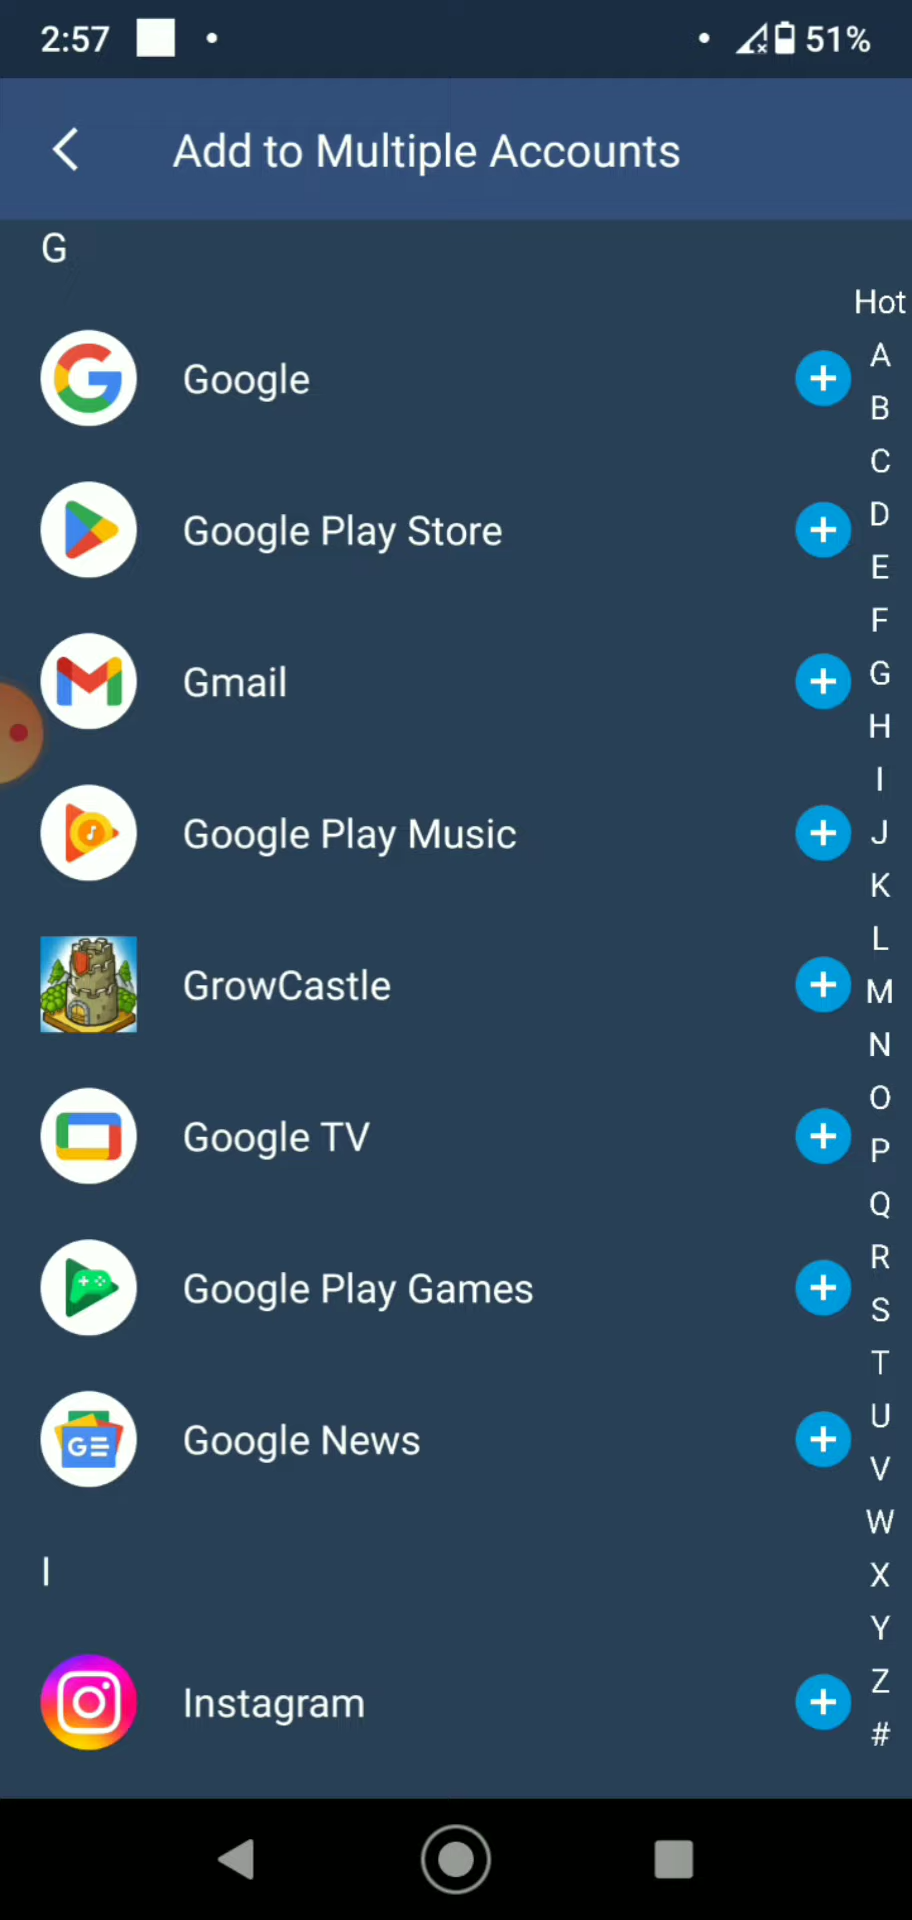 2:57 51%
Add to Multiple Accounts
G
Hot
Google
A
B
C
Google Play Store
D
E
F
Gmail
G
H
I
Google Play Music
J
K
L
GrowCastle
M
N
O
Google TV
P
Q
R
Google Play Games
S
T
U
Google News
GE
V
W
I
X
Y
Z
Instagram
#